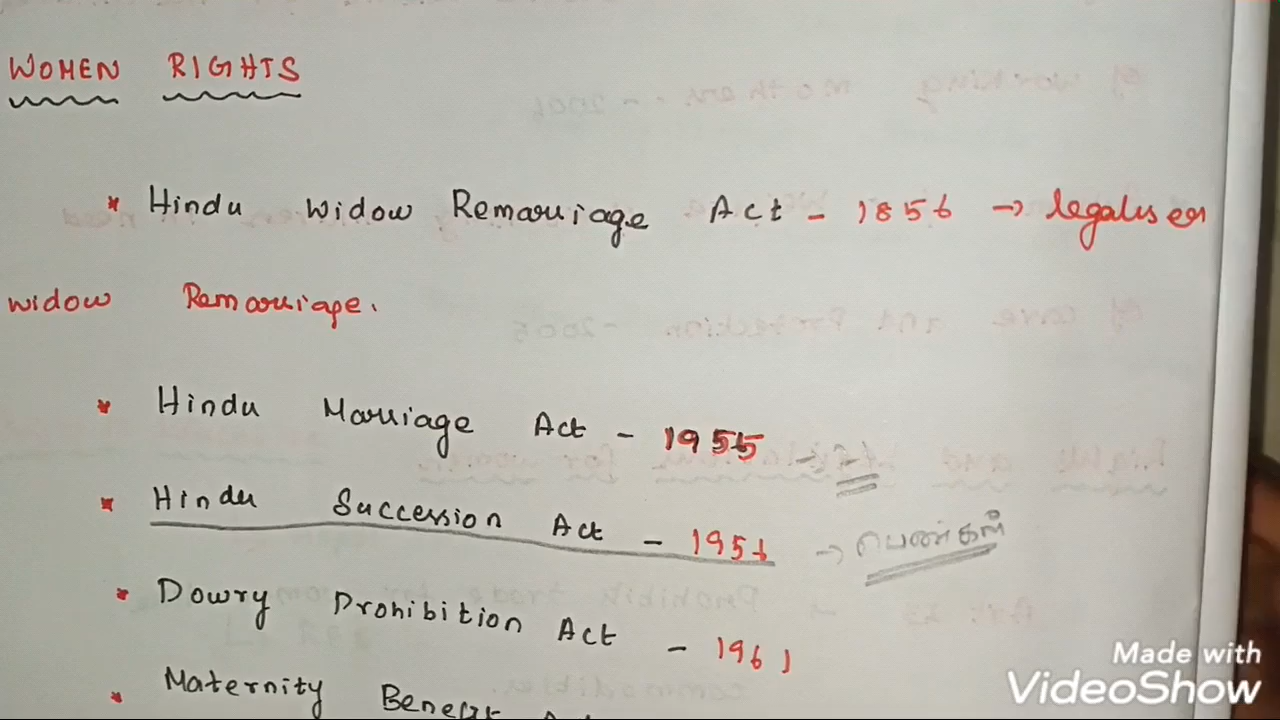 WOMEN RIGHTS
* Hindu Widow Remarriage Act - 1856 → legalises
widow Remarriage.
* Hindu Marriage Act - 1955
* Hindu Succession Act - 1956 → பெண்கள்
* Dowry Prohibition Act - 1961
* Maternity Benefit
Made with
VideoShow